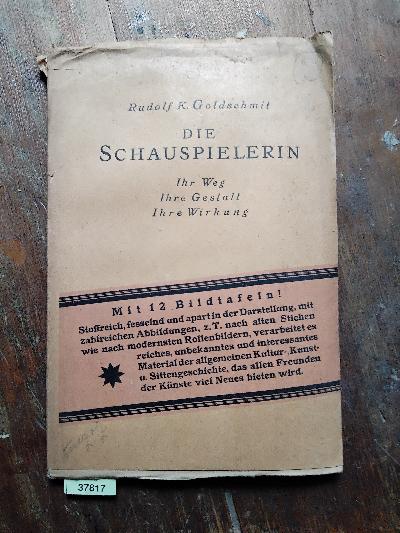 Rudolf K. Goldschmit
DIE
SCHAUSPIELERIN
Ihr Weg
Ihre Gestalt
Ihre Wirkung
Mit 12 Bildtafeln!
Stoffreich, fesselnd und apart in der Darstellung, mit
zahlreichen Abbildungen, z. T. nach alten Stichen
wie nach modernsten Rollenbildern, verarbeitet es
reiches, unbekanntes und interessantes
Material der allgemeinen Kultur-, Kunst-
u. Sittengeschichte, das allen Freunden
der Künste viel Neues bieten wird.
37817